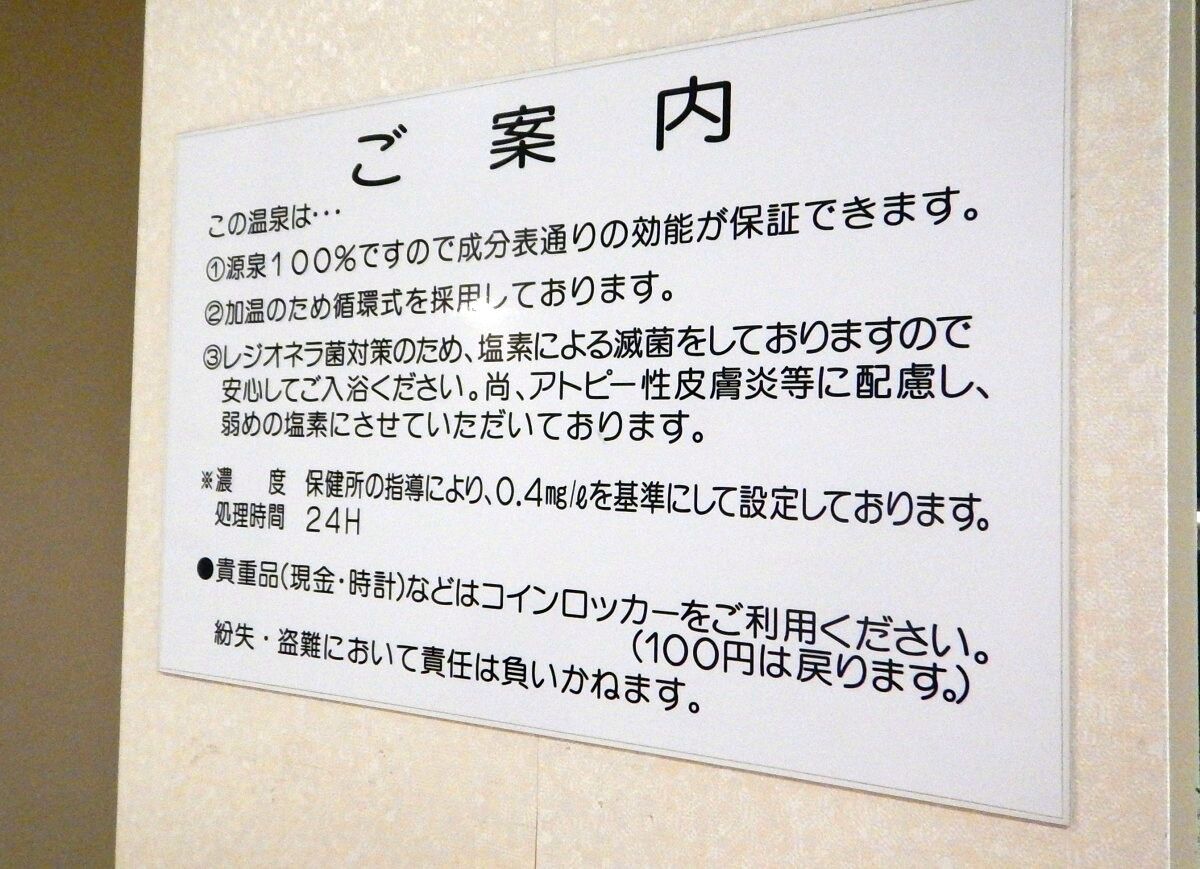 ご案内
この温泉は･･･
①源泉100％ですので成分表通りの効能が保証できます。
②加温のため循環式を採用しております。
③レジオネラ菌対策のため、塩素による滅菌をしておりますので
安心してご入浴ください。尚、アトピー性皮膚炎等に配慮し、
弱めの塩素にさせていただいております。
※濃　度　保健所の指導により、0.4㎎/ℓを基準にして設定しております。
処理時間　24H
●貴重品(現金・時計)などはコインロッカーをご利用ください。
(100円は戻ります。)
紛失・盗難において責任は負いかねます。